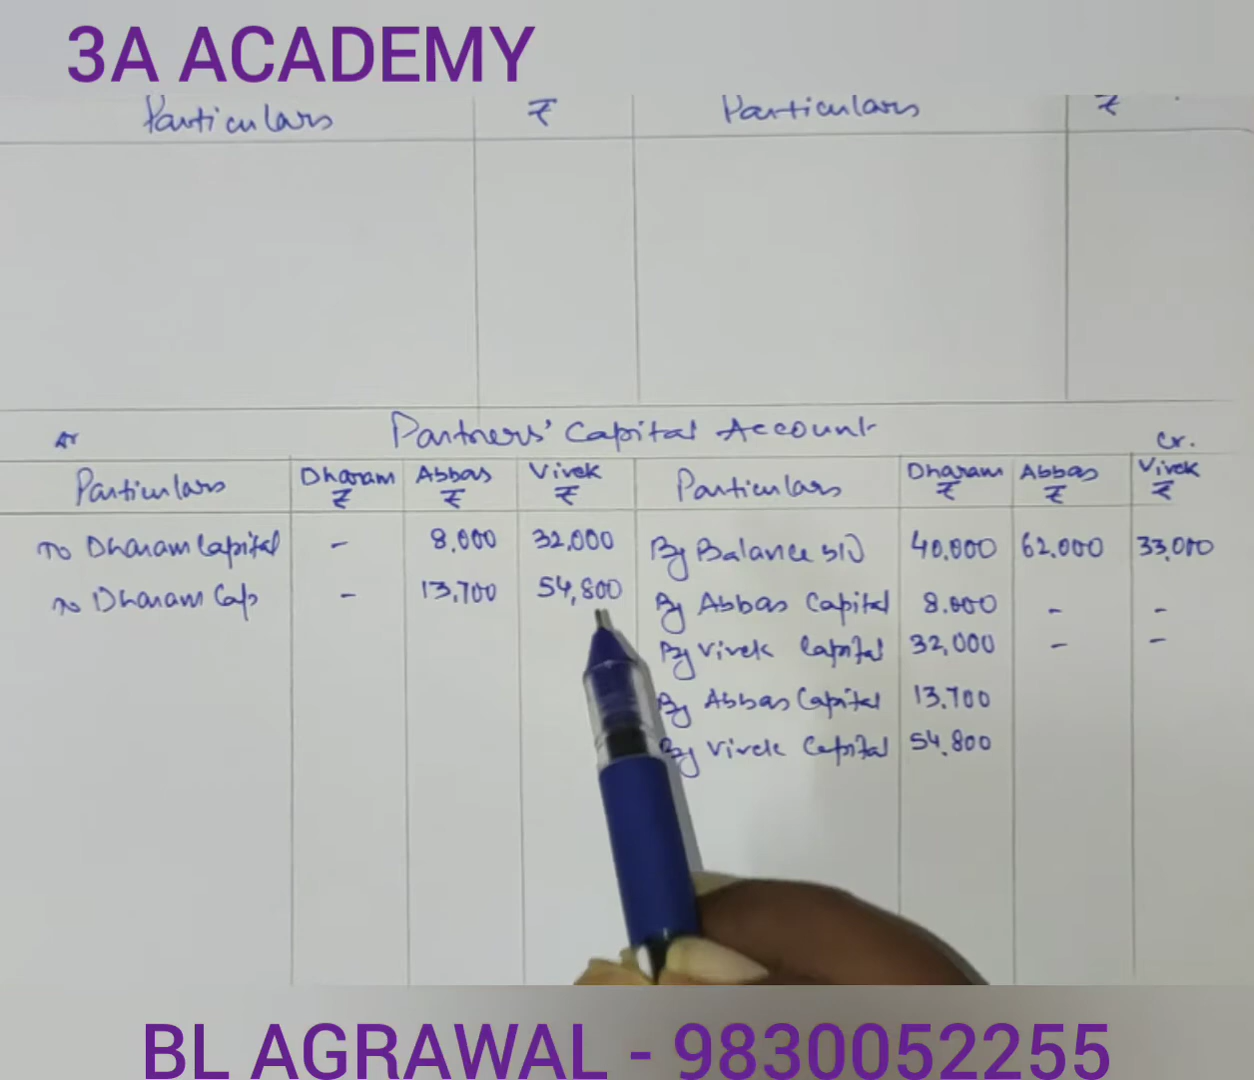 3A ACADEMY
Particulars ₹ Particulars ₹
Partners' Capital Account
Dr Cr.
Particulars Dharam ₹ Abbas ₹ Vivek ₹ Particulars Dharam ₹ Abbas ₹ Vivek ₹
To Dharam Capital - 8,000 32,000 By Balance b/d 40,000 62,000 33,000
To Dharam Cap - 13,700 54,800 By Abbas Capital 8,000 - -
By Vivek Capital 32,000 - -
By Abbas Capital 13,700
By Vivek Capital 54,800
BL AGRAWAL - 9830052255